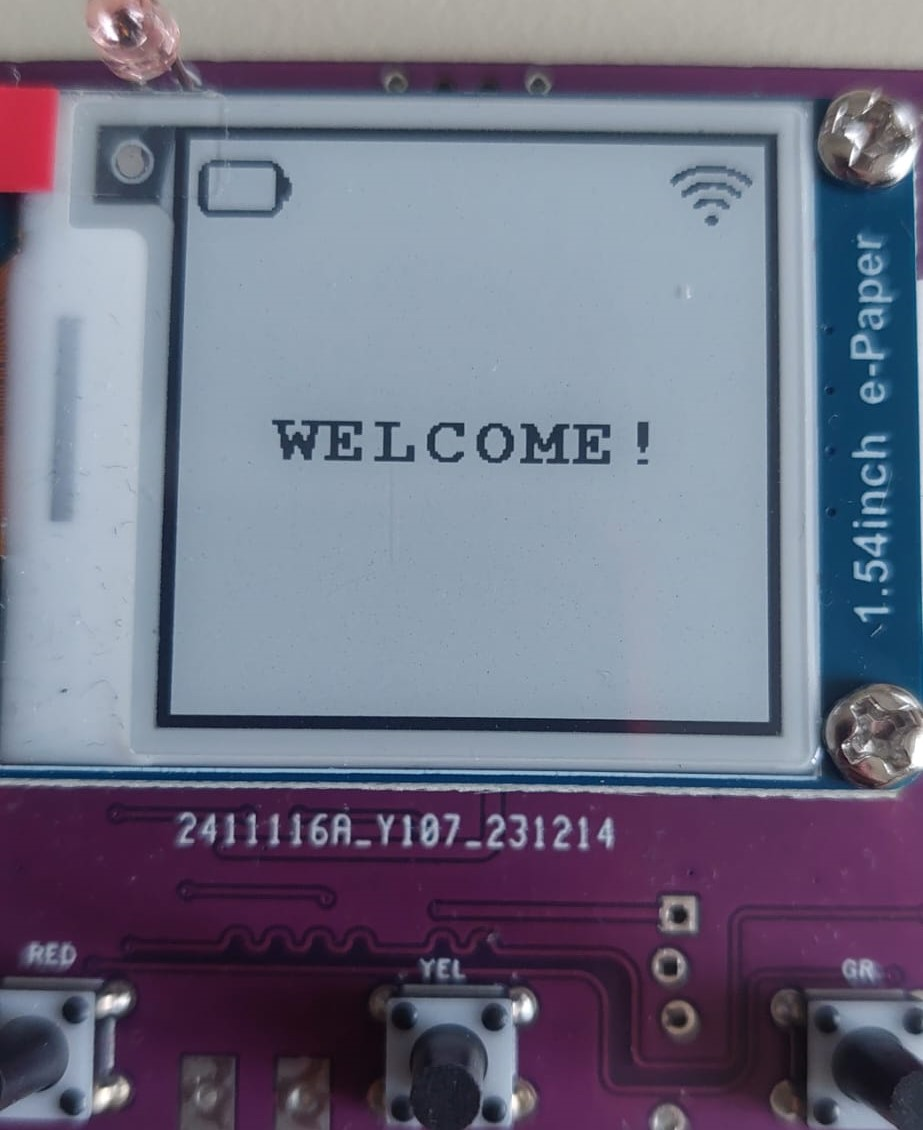 WELCOME!
1.54inch e-Paper
2411116A_Y107_231214
RED
YEL
GR